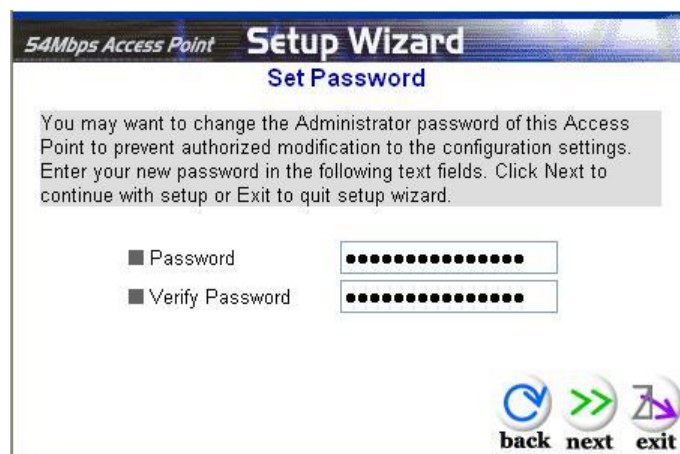 54Mbps Access Point Setup Wizard
Set Password
You may want to change the Administrator password of this Access
Point to prevent authorized modification to the configuration settings.
Enter your new password in the following text fields. Click Next to
continue with setup or Exit to quit setup wizard.
Password ●●●●●●●●●●●●●●●
Verify Password ●●●●●●●●●●●●●●●
back next exit